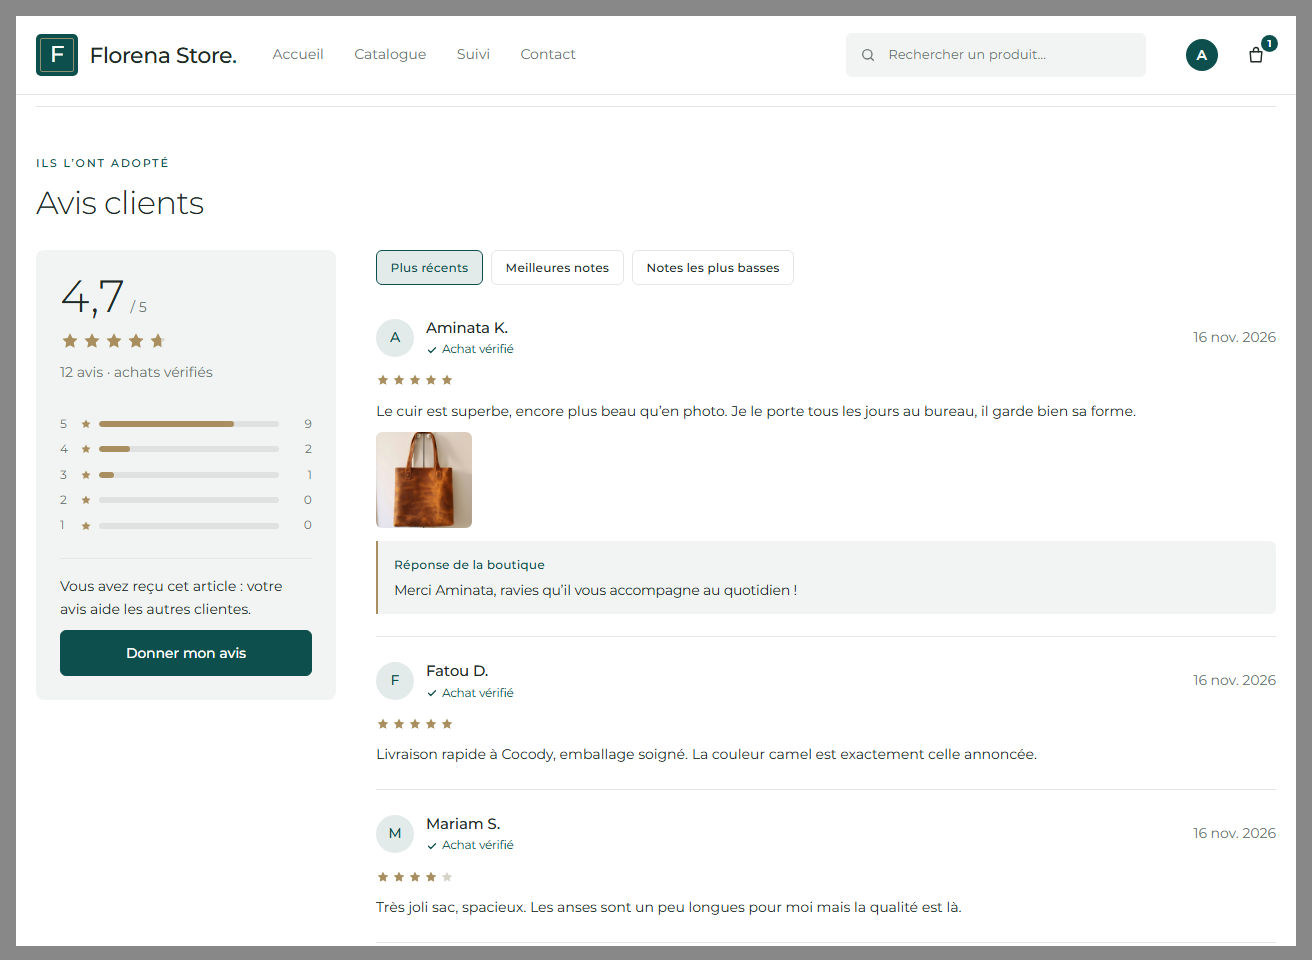 F
Florena Store.
Accueil
Catalogue
Suivi
Contact
Rechercher un produit...
A
1
ILS L'ONT ADOPTÉ
Avis clients
4,7 / 5
12 avis · achats vérifiés
5 9
4 2
3 1
2 0
1 0
Vous avez reçu cet article : votre
avis aide les autres clientes.
Donner mon avis
Plus récents
Meilleures notes
Notes les plus basses
A
Aminata K.
Achat vérifié
16 nov. 2026
Le cuir est superbe, encore plus beau qu'en photo. Je le porte tous les jours au bureau, il garde bien sa forme.
Réponse de la boutique
Merci Aminata, ravies qu'il vous accompagne au quotidien !
F
Fatou D.
Achat vérifié
16 nov. 2026
Livraison rapide à Cocody, emballage soigné. La couleur camel est exactement celle annoncée.
M
Mariam S.
Achat vérifié
16 nov. 2026
Très joli sac, spacieux. Les anses sont un peu longues pour moi mais la qualité est là.